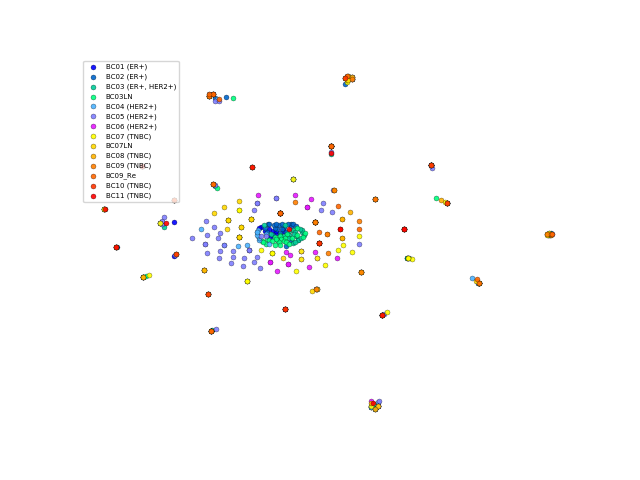 BC01 (ER+)
BC02 (ER+)
BC03 (ER+, HER2+)
BC03LN
BC04 (HER2+)
BC05 (HER2+)
BC06 (HER2+)
BC07 (TNBC)
BC07LN
BC08 (TNBC)
BC09 (TNBC)
BC09_Re
BC10 (TNBC)
BC11 (TNBC)